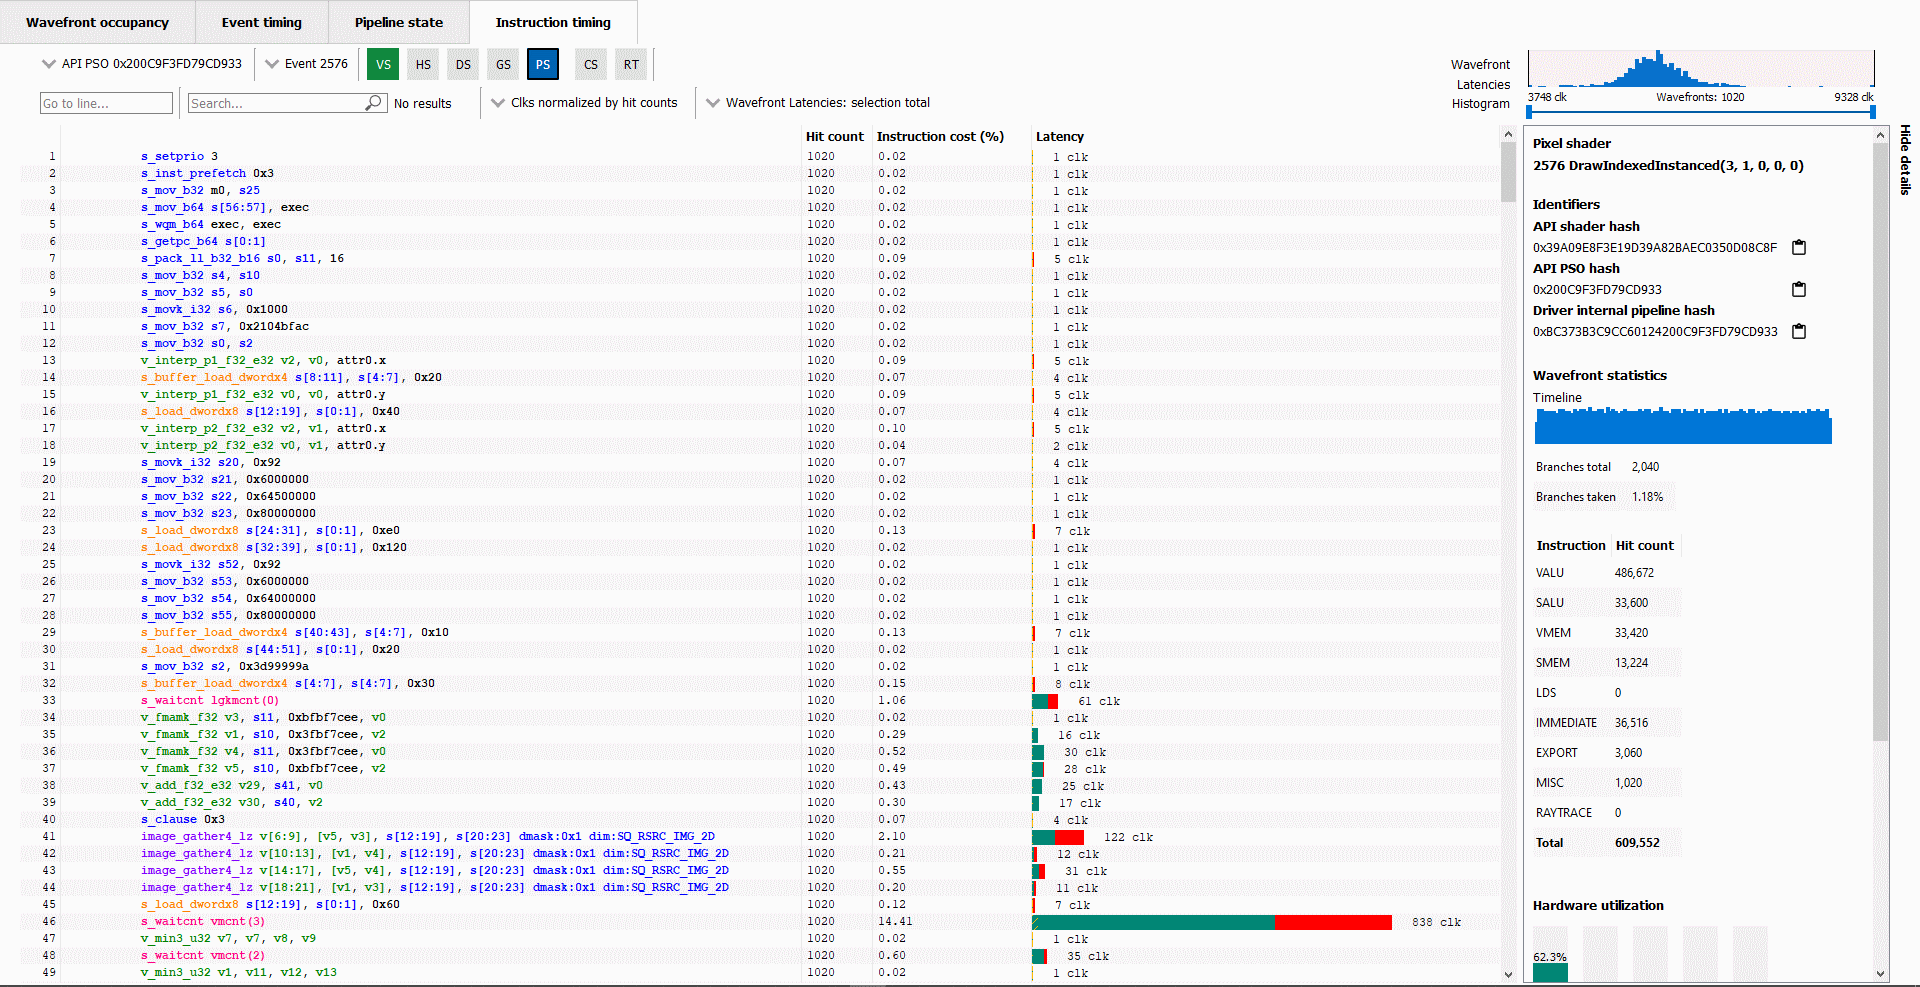 Wavefront occupancy Event timing Pipeline state Instruction timing
API PSO 0x200C9F3FD79CD933 Event 2576 VS HS DS GS PS CS RT
Go to line... Search... No results Clks normalized by hit counts Wavefront Latencies: selection total
Wavefront
Latencies
Histogram
3748 clk Wavefronts: 1020 9328 clk
Hit count Instruction cost (%) Latency
1 s_setprio 3 1020 0.02 1 clk
2 s_inst_prefetch 0x3 1020 0.02 1 clk
3 s_mov_b32 m0, s25 1020 0.02 1 clk
4 s_mov_b64 s[56:57], exec 1020 0.02 1 clk
5 s_wqm_b64 exec, exec 1020 0.02 1 clk
6 s_getpc_b64 s[0:1] 1020 0.02 1 clk
7 s_pack_ll_b32_b16 s0, s11, 16 1020 0.09 5 clk
8 s_mov_b32 s4, s10 1020 0.02 1 clk
9 s_mov_b32 s5, s0 1020 0.02 1 clk
10 s_movk_i32 s6, 0x1000 1020 0.02 1 clk
11 s_mov_b32 s7, 0x2104bfac 1020 0.02 1 clk
12 s_mov_b32 s0, s2 1020 0.02 1 clk
13 v_interp_p1_f32_e32 v2, v0, attr0.x 1020 0.09 5 clk
14 s_buffer_load_dwordx4 s[8:11], s[4:7], 0x20 1020 0.07 4 clk
15 v_interp_p1_f32_e32 v0, v0, attr0.y 1020 0.09 5 clk
16 s_load_dwordx8 s[12:19], s[0:1], 0x40 1020 0.07 4 clk
17 v_interp_p2_f32_e32 v2, v1, attr0.x 1020 0.10 5 clk
18 v_interp_p2_f32_e32 v0, v1, attr0.y 1020 0.04 2 clk
19 s_movk_i32 s20, 0x92 1020 0.07 4 clk
20 s_mov_b32 s21, 0x6000000 1020 0.02 1 clk
21 s_mov_b32 s22, 0x64500000 1020 0.02 1 clk
22 s_mov_b32 s23, 0x80000000 1020 0.02 1 clk
23 s_load_dwordx8 s[24:31], s[0:1], 0xe0 1020 0.13 7 clk
24 s_load_dwordx8 s[32:39], s[0:1], 0x120 1020 0.02 1 clk
25 s_movk_i32 s52, 0x92 1020 0.02 1 clk
26 s_mov_b32 s53, 0x6000000 1020 0.02 1 clk
27 s_mov_b32 s54, 0x64000000 1020 0.02 1 clk
28 s_mov_b32 s55, 0x80000000 1020 0.02 1 clk
29 s_buffer_load_dwordx4 s[40:43], s[4:7], 0x10 1020 0.13 7 clk
30 s_load_dwordx8 s[44:51], s[0:1], 0x20 1020 0.02 1 clk
31 s_mov_b32 s2, 0x3d99999a 1020 0.02 1 clk
32 s_buffer_load_dwordx4 s[4:7], s[4:7], 0x30 1020 0.15 8 clk
33 s_waitcnt lgkmcnt(0) 1020 1.06 61 clk
34 v_fmamk_f32 v3, s11, 0xbfbf7cee, v0 1020 0.02 1 clk
35 v_fmamk_f32 v1, s10, 0x3fbf7cee, v2 1020 0.29 16 clk
36 v_fmamk_f32 v4, s11, 0x3fbf7cee, v0 1020 0.52 30 clk
37 v_fmamk_f32 v5, s10, 0xbfbf7cee, v2 1020 0.49 28 clk
38 v_add_f32_e32 v29, s41, v0 1020 0.43 25 clk
39 v_add_f32_e32 v30, s40, v2 1020 0.30 17 clk
40 s_clause 0x3 1020 0.07 4 clk
41 image_gather4_lz v[6:9], [v5, v3], s[12:19], s[20:23] dmask:0x1 dim:SQ_RSRC_IMG_2D 1020 2.10 122 clk
42 image_gather4_lz v[10:13], [v1, v4], s[12:19], s[20:23] dmask:0x1 dim:SQ_RSRC_IMG_2D 1020 0.21 12 clk
43 image_gather4_lz v[14:17], [v5, v4], s[12:19], s[20:23] dmask:0x1 dim:SQ_RSRC_IMG_2D 1020 0.55 31 clk
44 image_gather4_lz v[18:21], [v1, v3], s[12:19], s[20:23] dmask:0x1 dim:SQ_RSRC_IMG_2D 1020 0.20 11 clk
45 s_load_dwordx8 s[12:19], s[0:1], 0x60 1020 0.12 7 clk
46 s_waitcnt vmcnt(3) 1020 14.41 838 clk
47 v_min3_u32 v7, v7, v8, v9 1020 0.02 1 clk
48 s_waitcnt vmcnt(2) 1020 0.60 35 clk
49 v_min3_u32 v1, v11, v12, v13 1020 0.02 1 clk
Pixel shader
2576 DrawIndexedInstanced(3, 1, 0, 0, 0)
Identifiers
API shader hash
0x39A09E8F3E19D39A82BAEC0350D08C8F
API PSO hash
0x200C9F3FD79CD933
Driver internal pipeline hash
0xBC373B3C9CC60124200C9F3FD79CD933
Wavefront statistics
Timeline
Branches total 2,040
Branches taken 1.18%
Instruction Hit count
VALU 486,672
SALU 33,600
VMEM 33,420
SMEM 13,224
LDS 0
IMMEDIATE 36,516
EXPORT 3,060
MISC 1,020
RAYTRACE 0
Total 609,552
Hardware utilization
62.3%
Hide details